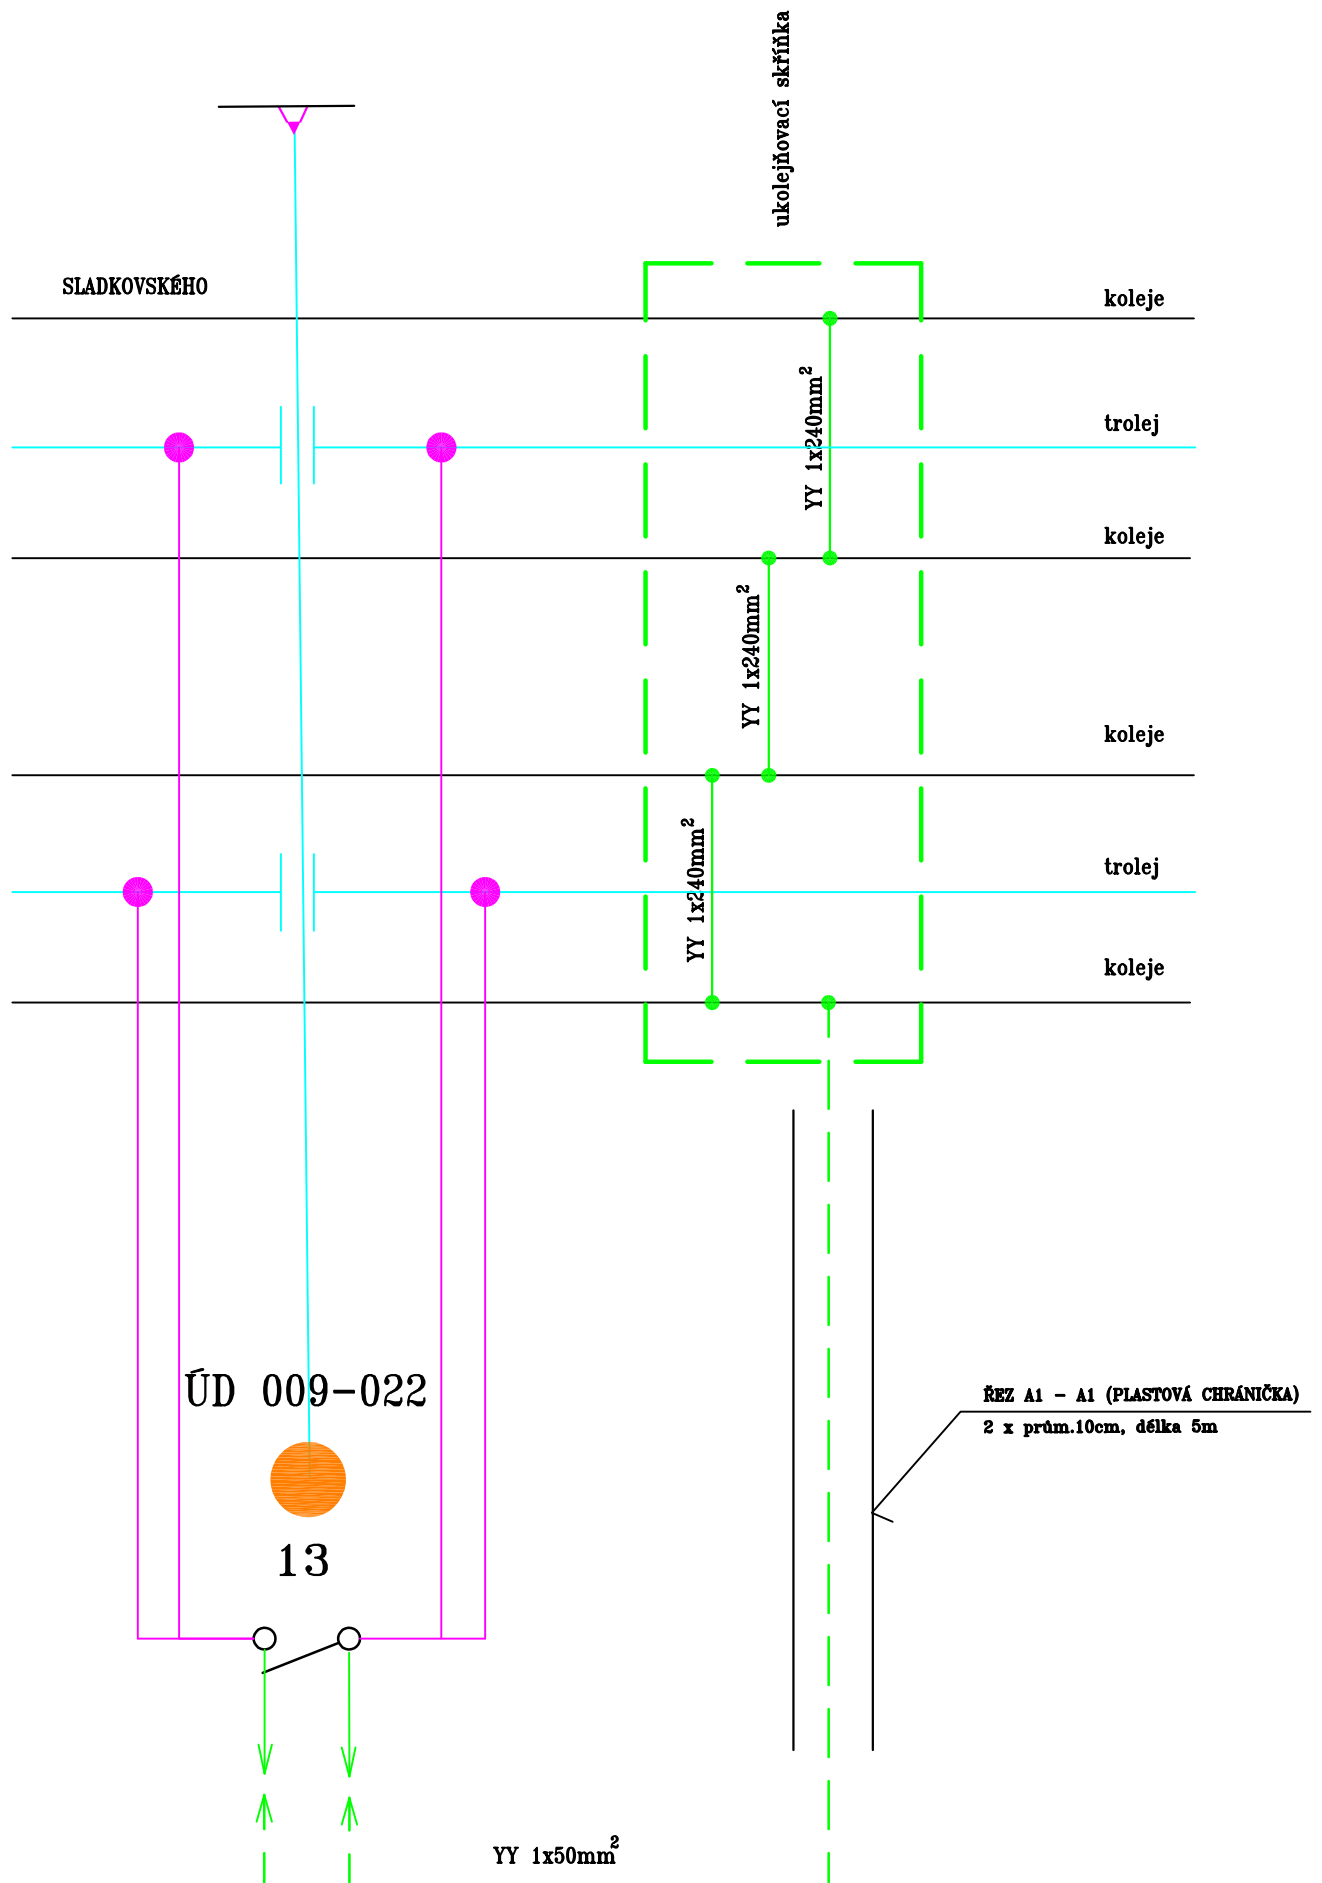 ukolejňovací skříňka
SLADKOVSKÉHO
koleje
YY 1x240mm²
trolej
koleje
YY 1x240mm²
koleje
YY 1x240mm²
trolej
koleje
ÚD 009-022
ŘEZ A1 - A1 (PLASTOVÁ CHRÁNIČKA)
2 x prům.10cm, délka 5m
13
YY 1x50mm²